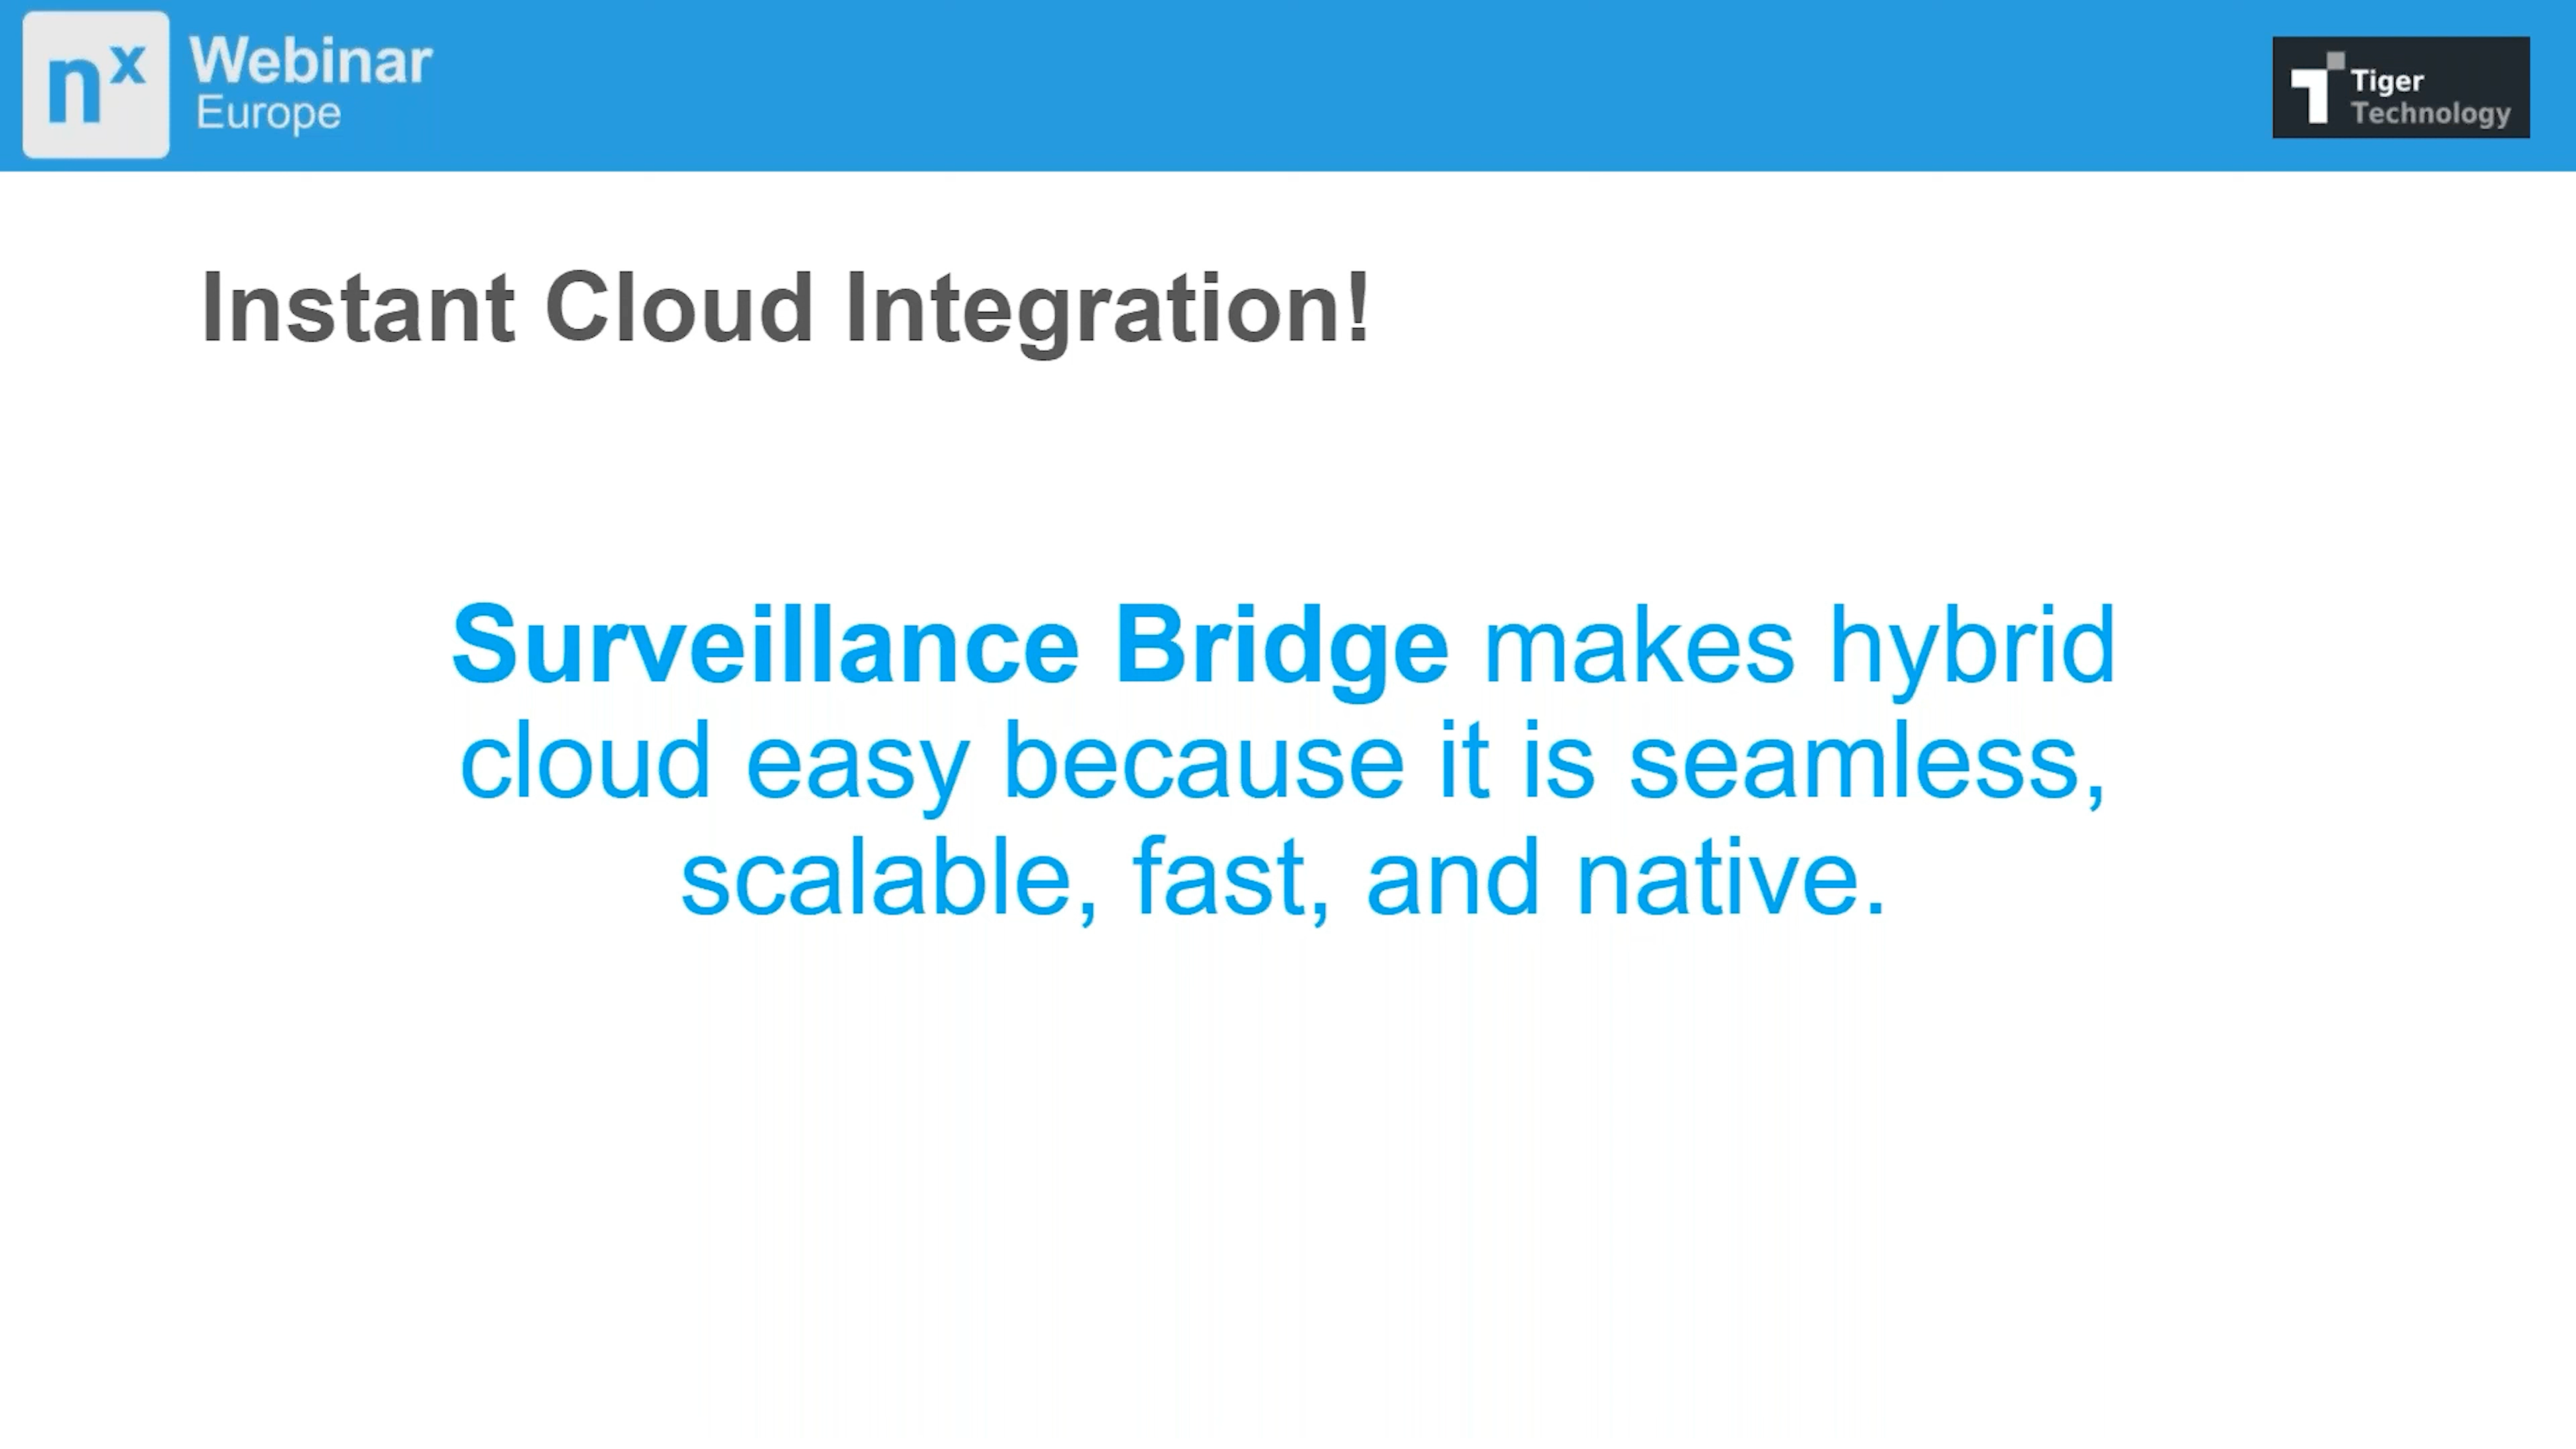 nx Webinar
Europe
Tiger
Technology
Instant Cloud Integration!
Surveillance Bridge makes hybrid
cloud easy because it is seamless,
scalable, fast, and native.